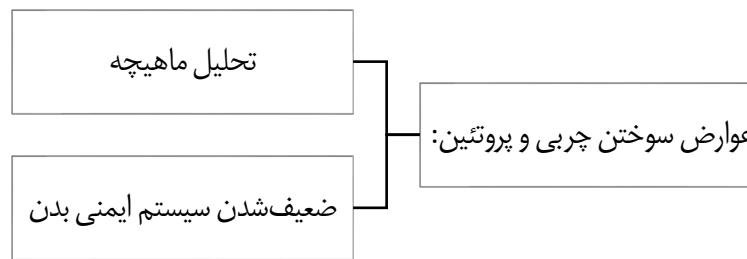 عوارض سوختن چربی و پروتئین:
تحلیل ماهیچه
ضعیف‌شدن سیستم ایمنی بدن